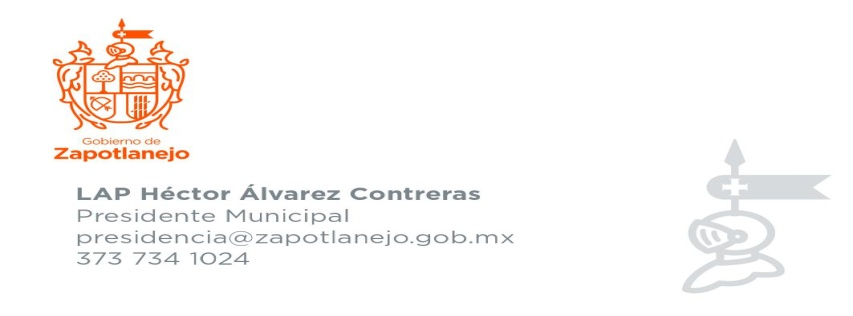 Gobierno de
Zapotlanejo
LAP Héctor Álvarez Contreras
Presidente Municipal
presidencia@zapotlanejo.gob.mx
373 734 1024